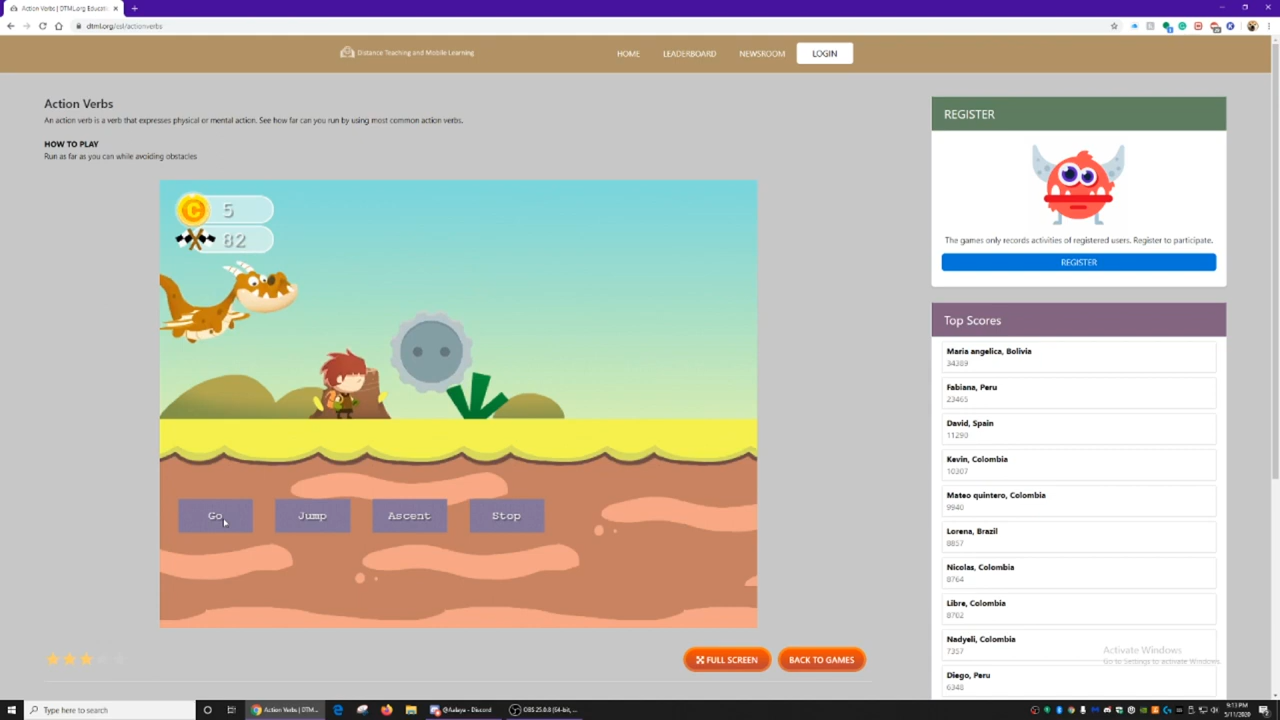 Action Verbs | DTML.org Educati
dtml.org/esl/actionverbs
Distance Teaching and Mobile Learning
HOME
LEADERBOARD
NEWSROOM
LOGIN
Action Verbs
An action verb is a verb that expresses physical or mental action. See how far can you run by using most common action verbs.
HOW TO PLAY
Run as far as you can while avoiding obstacles
C 5
82
Go
Jump
Ascent
Stop
FULL SCREEN
BACK TO GAMES
REGISTER
The games only records activities of registered users. Register to participate.
REGISTER
Top Scores
Maria angelica, Bolivia
34389
Fabiana, Peru
23465
David, Spain
11290
Kevin, Colombia
10307
Mateo quintero, Colombia
9940
Lorena, Brazil
8857
Nicolas, Colombia
8764
Libre, Colombia
8762
Nadyeli, Colombia
7357
Diego, Peru
6348
Activate Windows
Go to Settings to activate Windows.
Type here to search
Action Verbs | DTM...
@Aelaya - Discord
OBS 25.0.8 (64-bit, ...
9:13 PM
5/11/2020